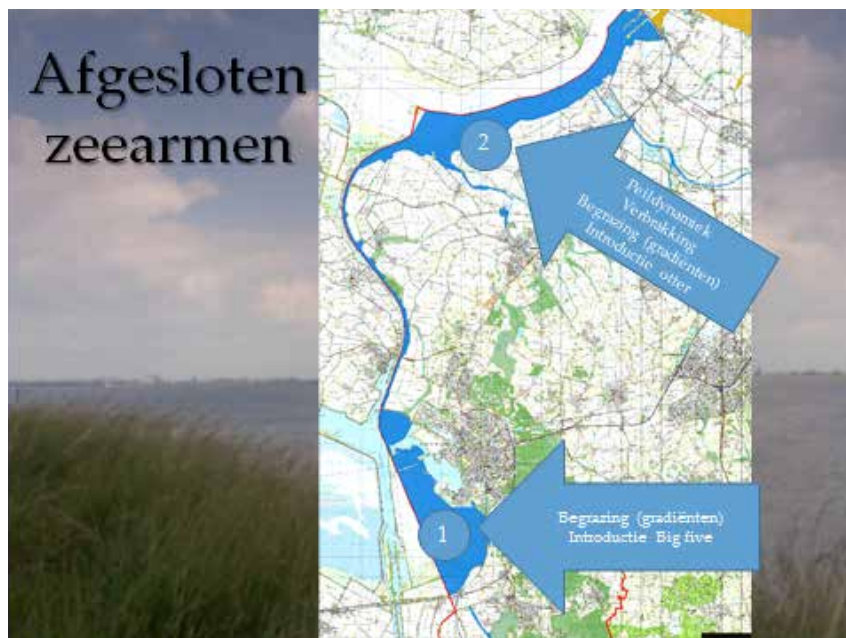 Afgesloten
zeearmen
2
Peildynamiek
Verbrakking
Begrazing (gradiënten)
Introductie otter
1
Begrazing (gradiënten)
Introductie Big five